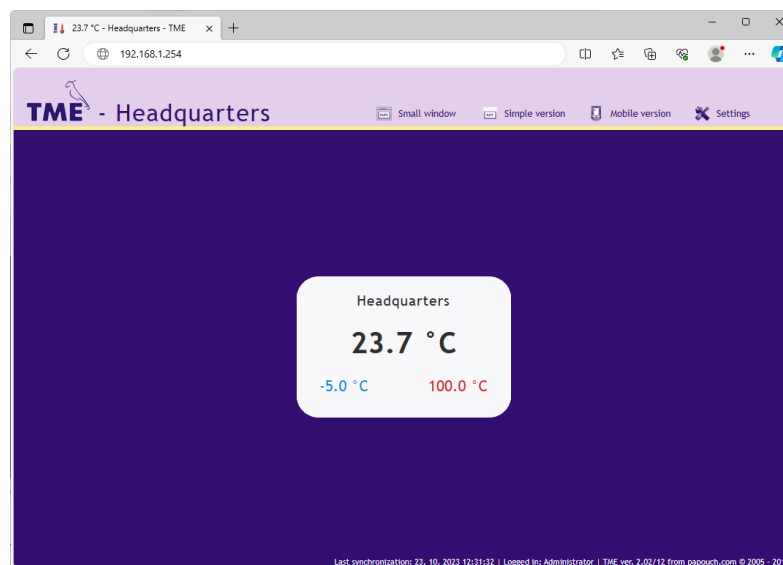 23.7 °C - Headquarters - TME
192.168.1.254
TME - Headquarters
Small window
Simple version
Mobile version
Settings
Headquarters
23.7 °C
-5.0 °C 100.0 °C
Last synchronization: 23. 10. 2023 12:31:32 | Logged in: Administrator | TME ver. 2.02/12 from papouch.com © 2005 - 20